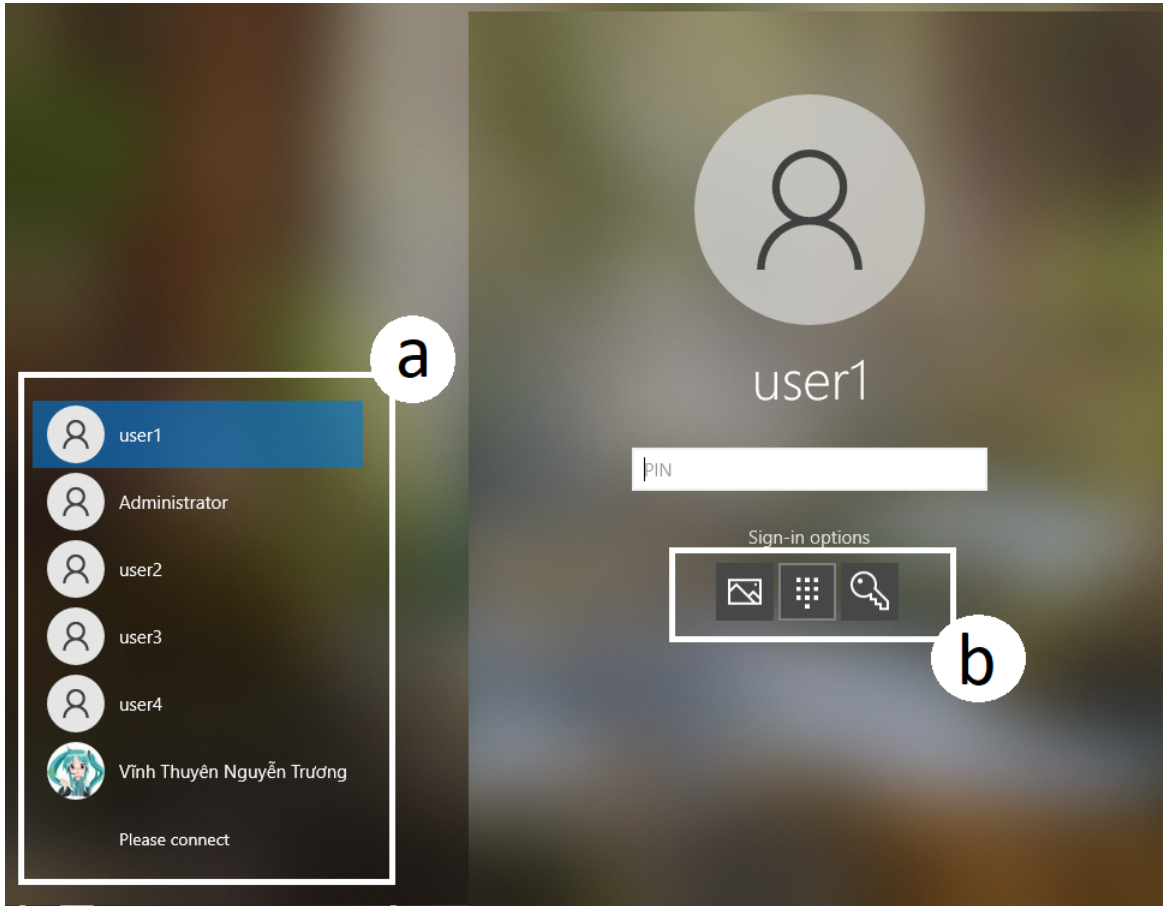 a
user1
Administrator
user2
user3
user4
Vĩnh Thuyên Nguyễn Trương
Please connect
user1
PIN
Sign-in options
b